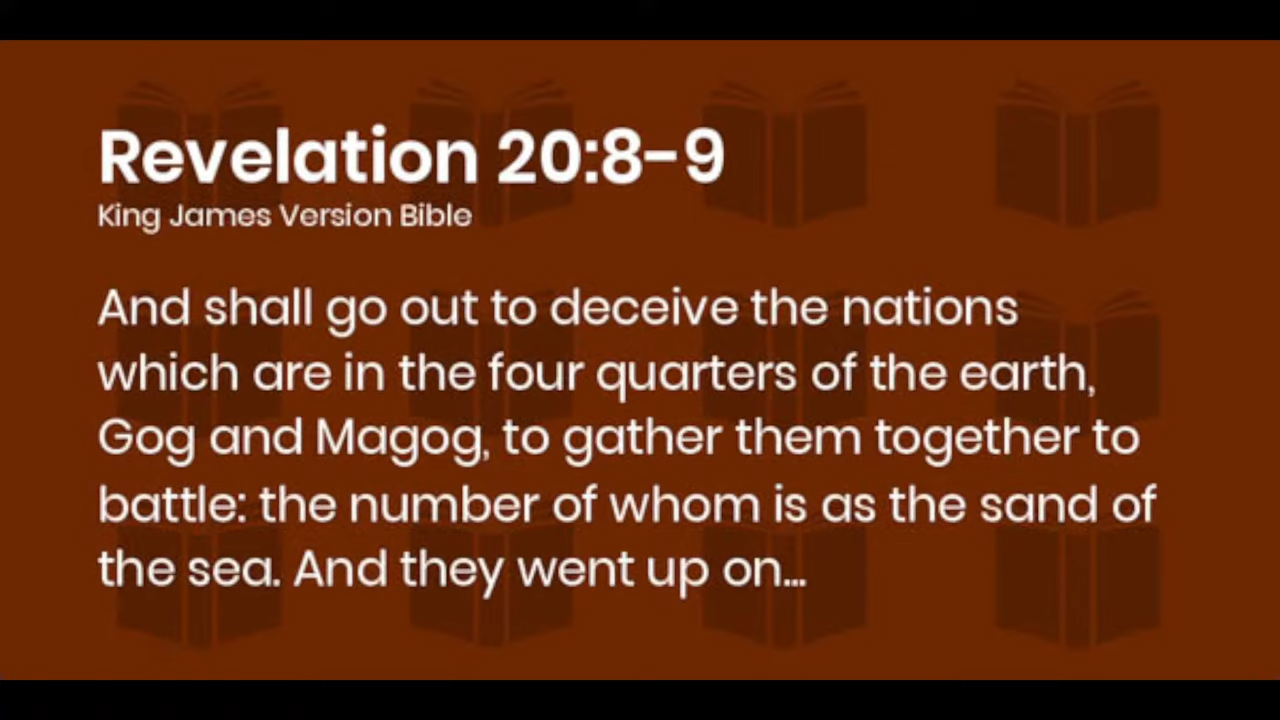 Revelation 20:8-9
King James Version Bible
And shall go out to deceive the nations
which are in the four quarters of the earth,
Gog and Magog, to gather them together to
battle: the number of whom is as the sand of
the sea. And they went up on...